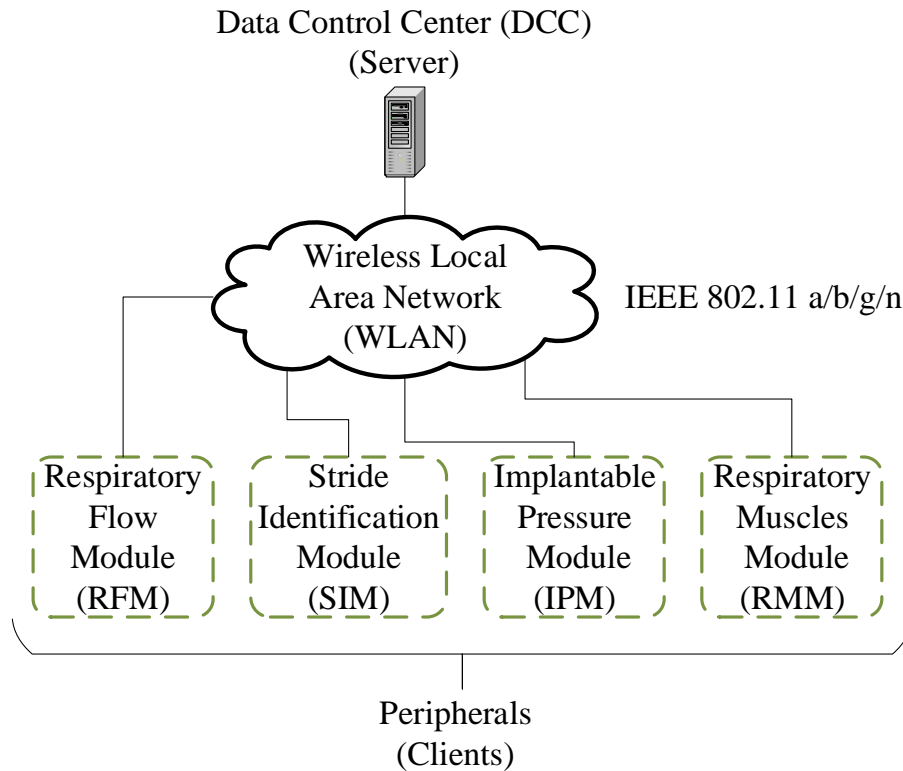 Data Control Center (DCC)
(Server)
Wireless Local
Area Network
(WLAN)
IEEE 802.11 a/b/g/n
Respiratory
Flow
Module
(RFM)
Stride
Identification
Module
(SIM)
Implantable
Pressure
Module
(IPM)
Respiratory
Muscles
Module
(RMM)
Peripherals
(Clients)